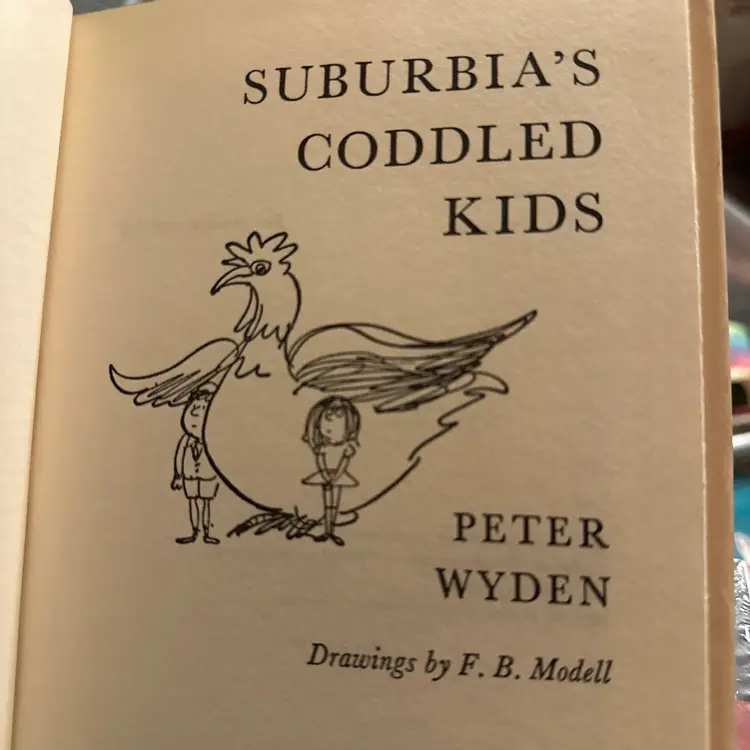 SUBURBIA'S
CODDLED
KIDS
PETER
WYDEN
Drawings by F. B. Modell